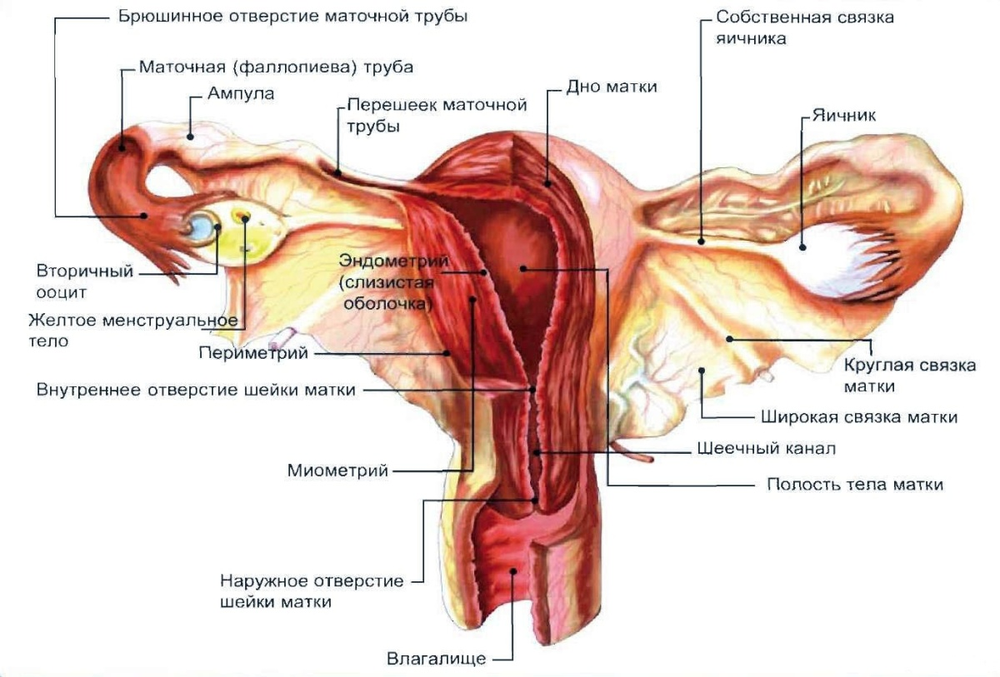 Брюшинное отверстие маточной трубы
Собственная связка
яичника
Маточная (фаллопиева) труба
Ампула
Дно матки
Перешеек маточной
трубы
Яичник
Эндометрий
(слизистая
оболочка)
Вторичный
ооцит
Желтое менструальное
тело
Периметрий
Круглая связка
матки
Внутреннее отверстие шейки матки
Широкая связка матки
Шеечный канал
Миометрий
Полость тела матки
Наружное отверстие
шейки матки
Влагалище